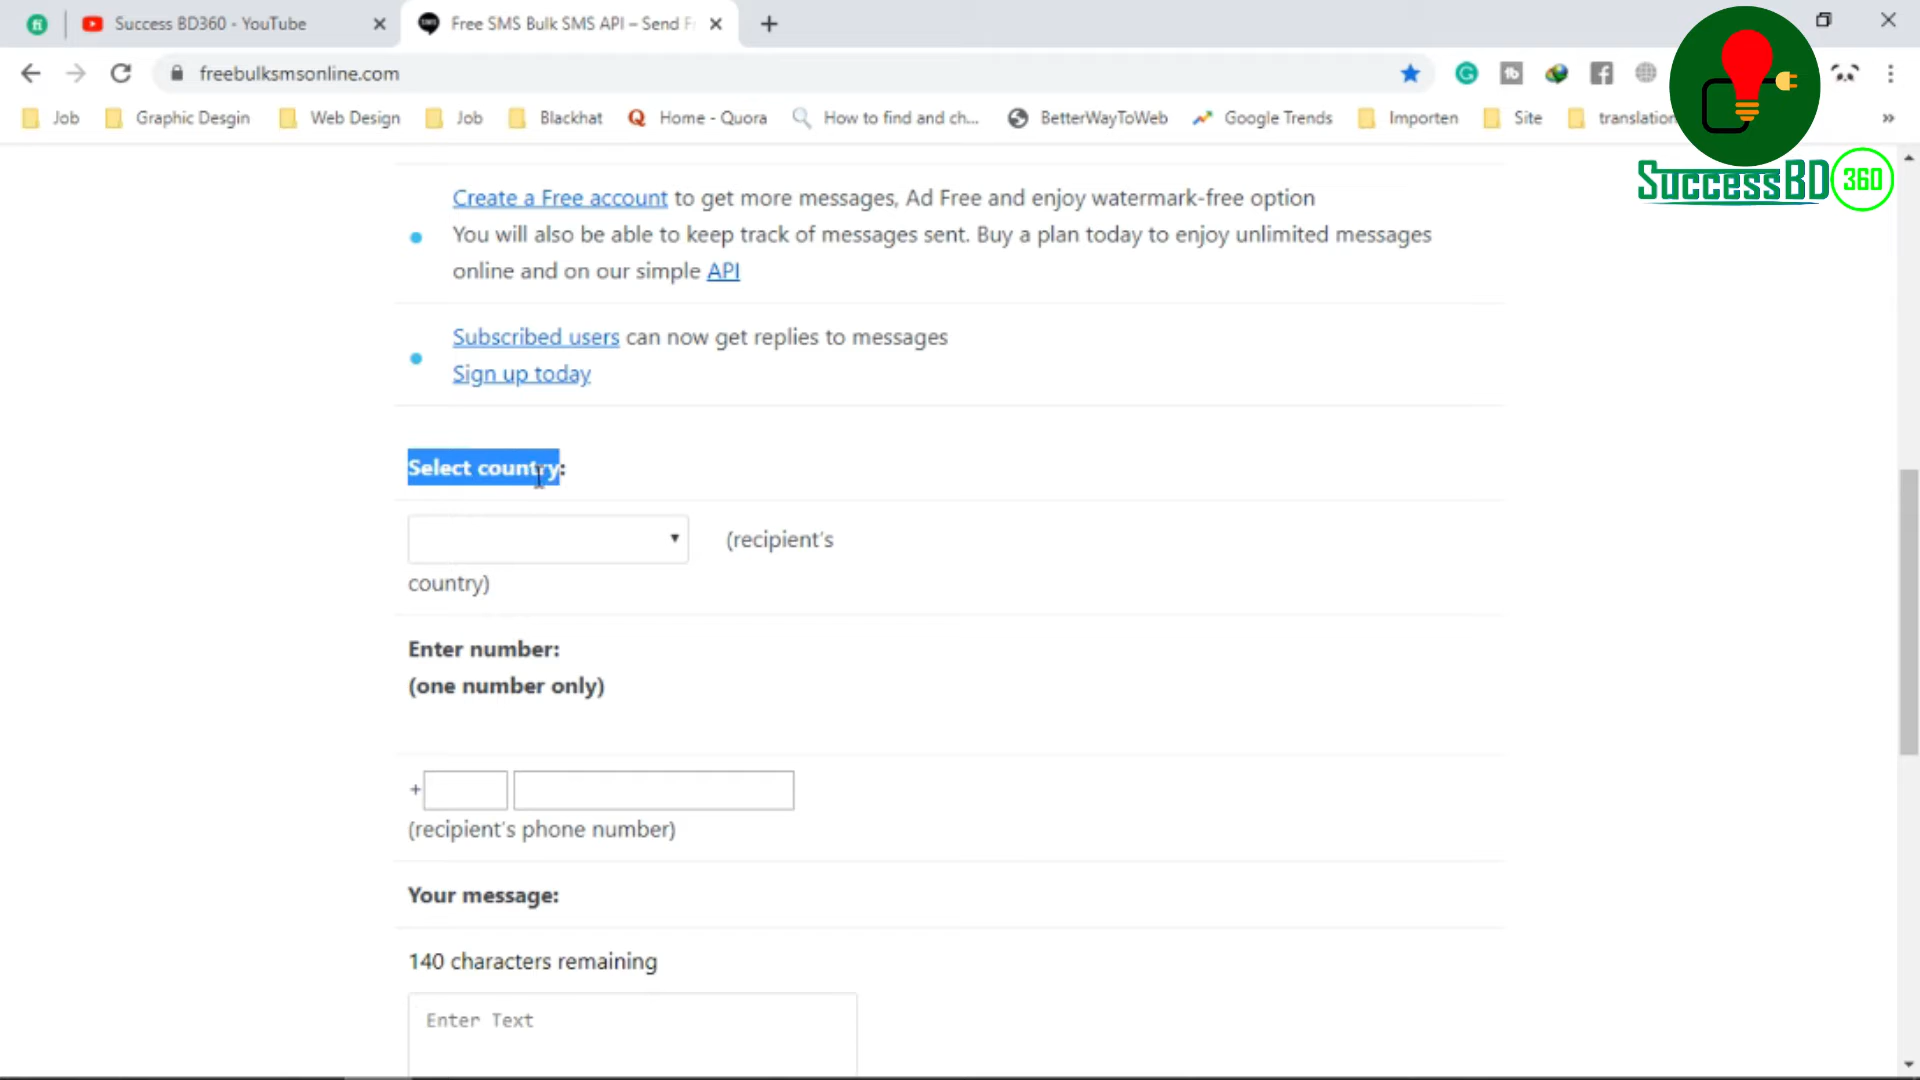 Success BD360 - YouTube
Free SMS Bulk SMS API – Send F
freebulksmsonline.com
Job
Graphic Desgin
Web Design
Job
Blackhat
Home - Quora
How to find and ch...
BetterWayToWeb
Google Trends
Importen
Site
translation
SuccessBD 360
Create a Free account to get more messages, Ad Free and enjoy watermark-free option
You will also be able to keep track of messages sent. Buy a plan today to enjoy unlimited messages
online and on our simple API
Subscribed users can now get replies to messages
Sign up today
Select country:
(recipient's
country)
Enter number:
(one number only)
+
(recipient's phone number)
Your message:
140 characters remaining
Enter Text